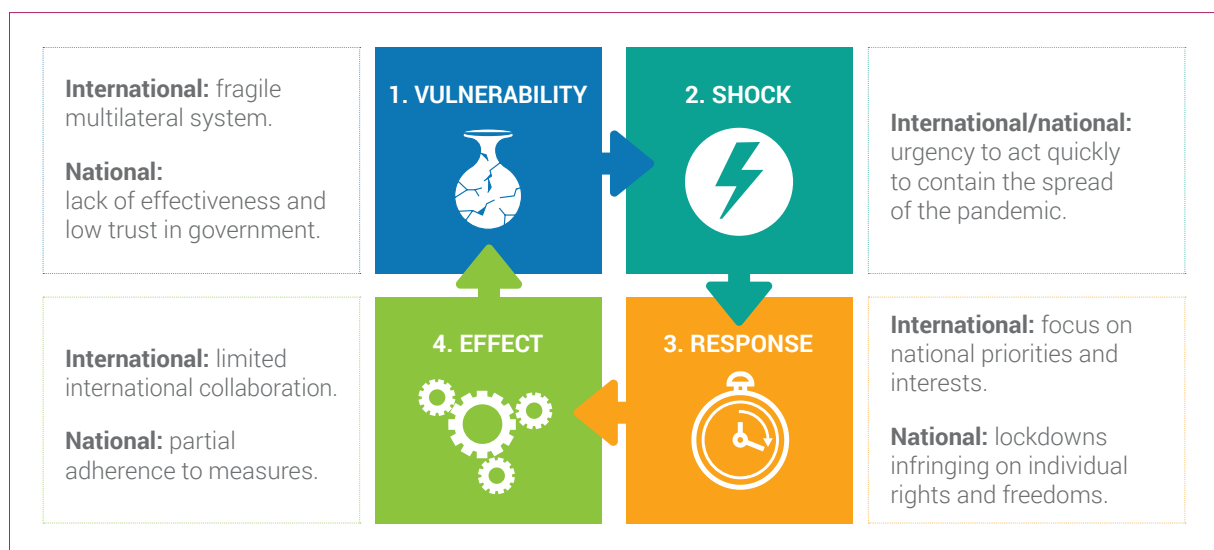 International: fragile
multilateral system.
National:
lack of effectiveness and
low trust in government.
1. VULNERABILITY
2. SHOCK
International/national:
urgency to act quickly
to contain the spread
of the pandemic.
International: limited
international collaboration.
National: partial
adherence to measures.
4. EFFECT
3. RESPONSE
International: focus on
national priorities and
interests.
National: lockdowns
infringing on individual
rights and freedoms.